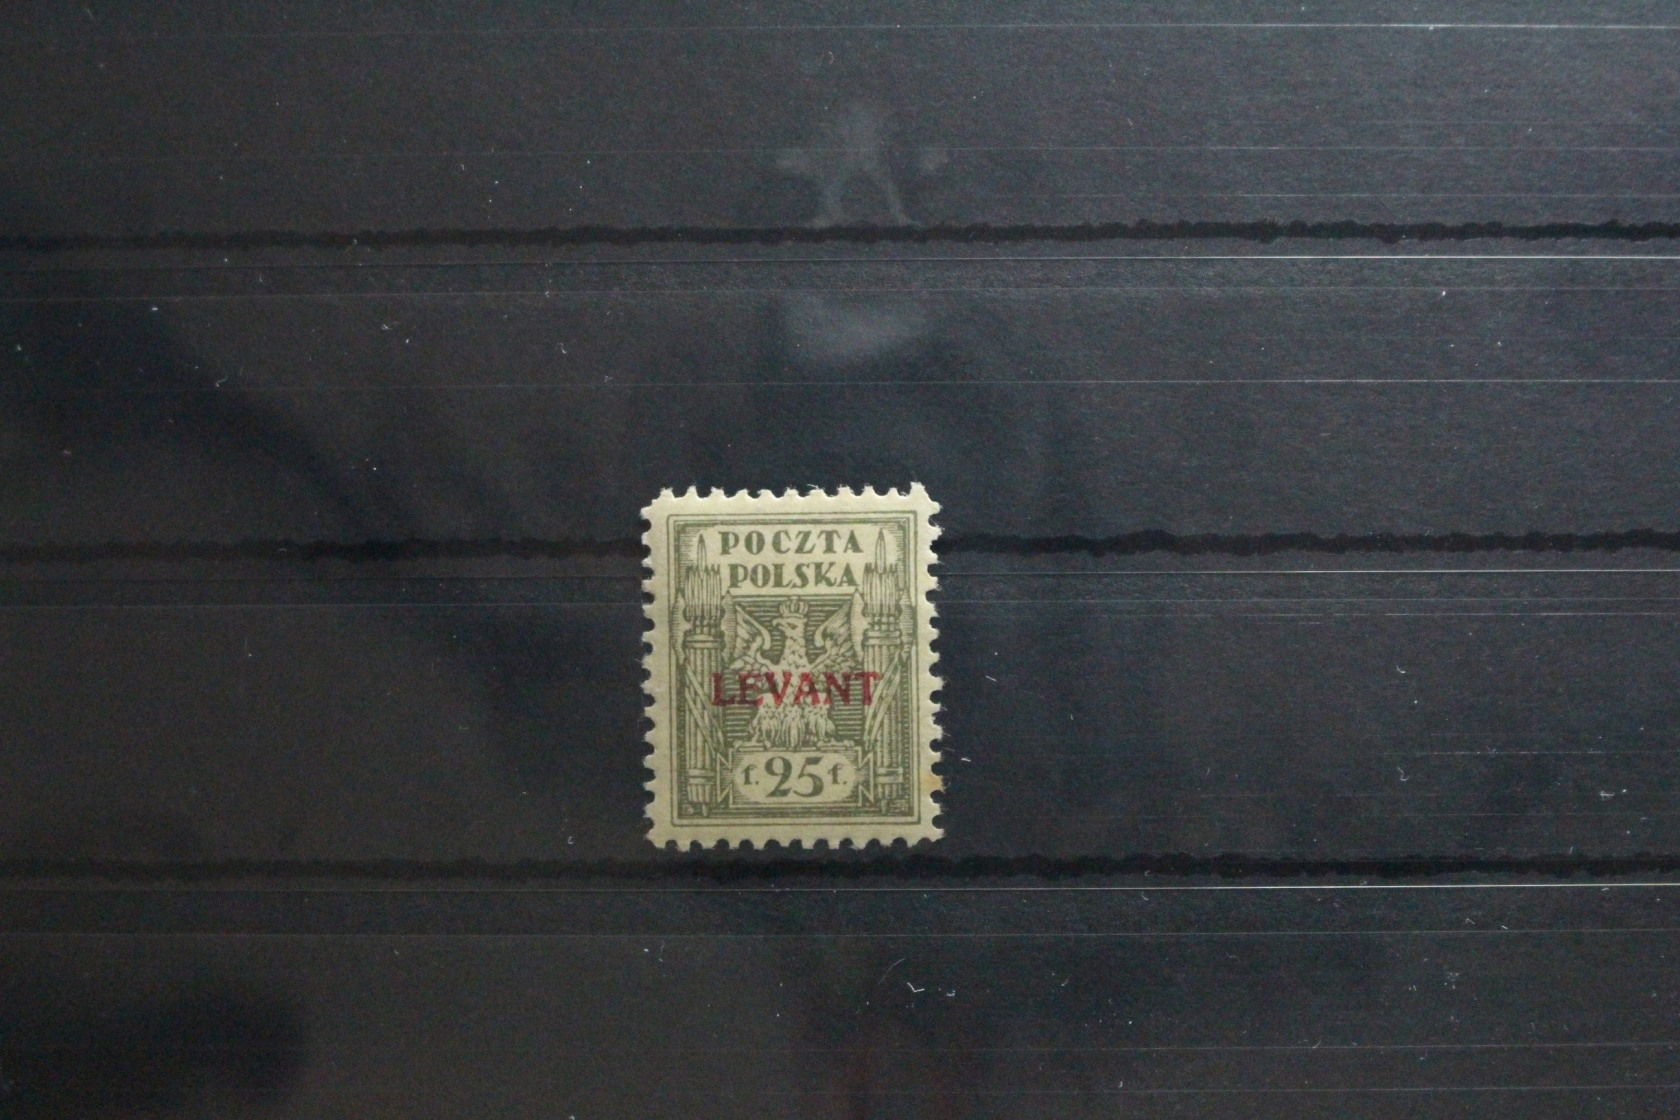 POCZTA
POLSKA
LEVANT
f. 25 f.